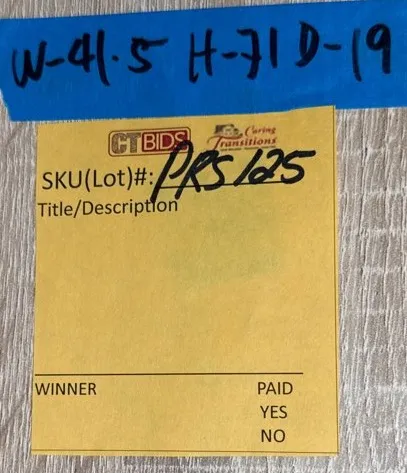 W-41.5 H-71 D-19
CTBIDS Caring Transitions
SKU(Lot)#: PRS125
Title/Description
WINNER PAID
YES
NO